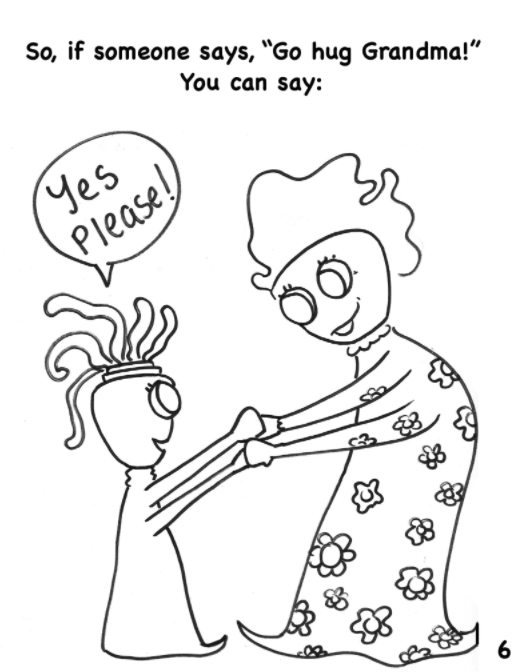 So, if someone says, “Go hug Grandma!”
You can say:
Yes
Please!
6